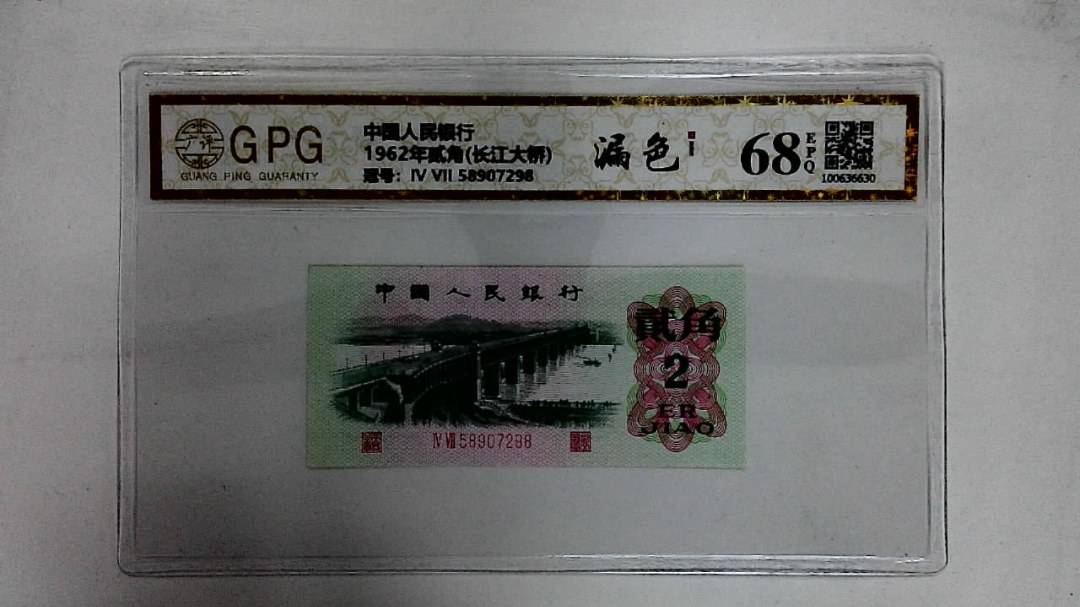 GPG
GUANG PING GUARANTY
中国人民银行
1962年贰角(长江大桥)
冠号: IV VII 58907298
漏色
68
EPQ
100636630
中國人民銀行
貳角
2
ER
JIAO
IV VII 58907298